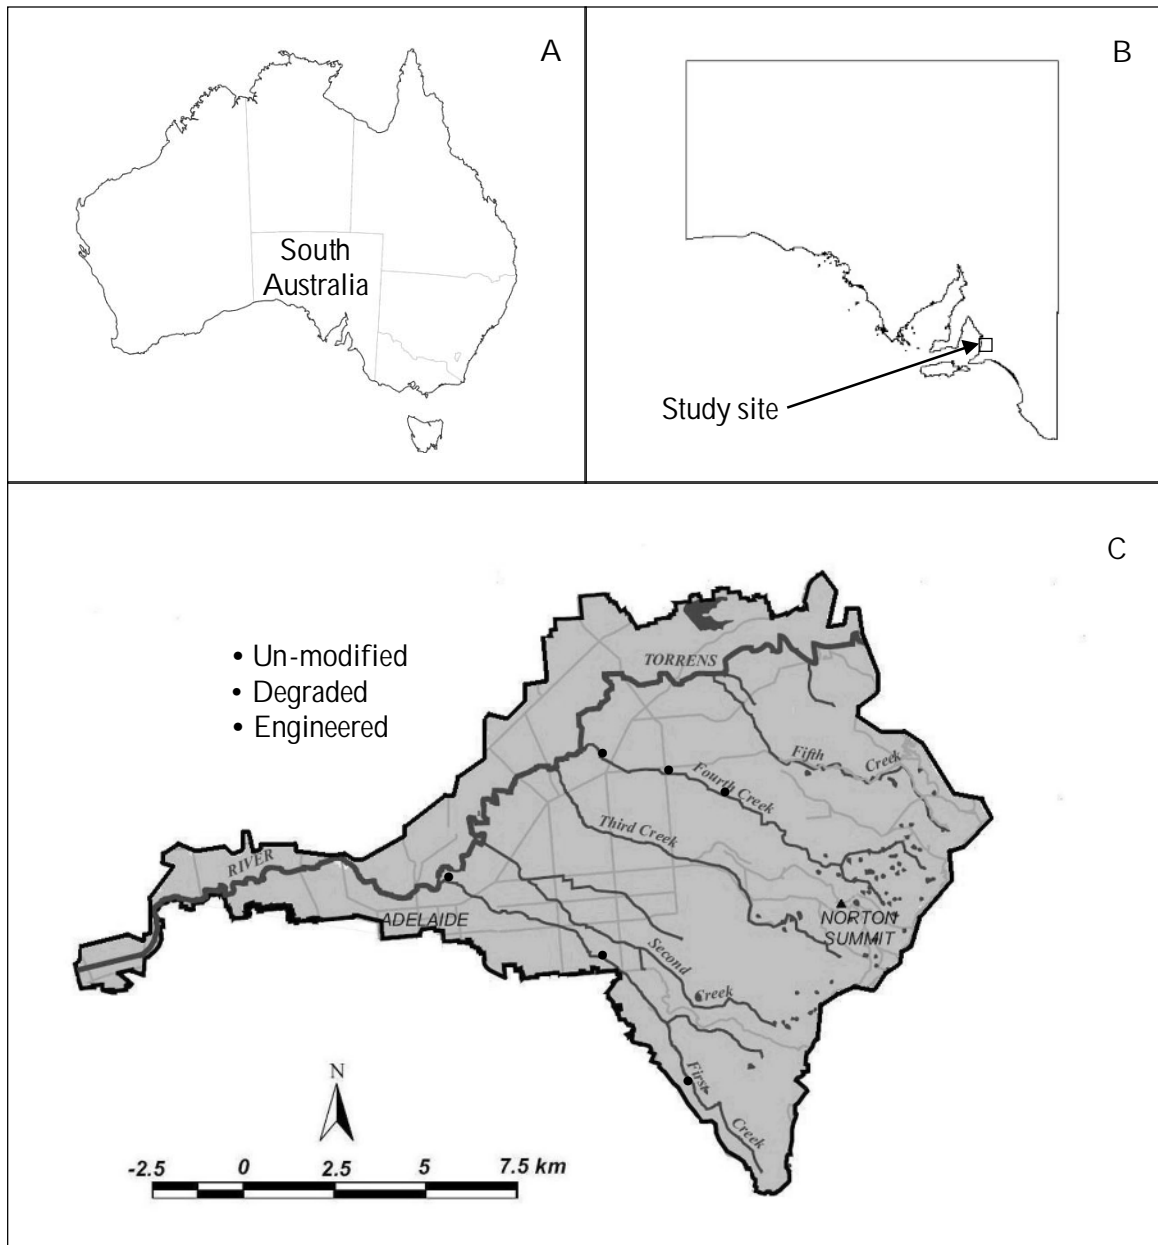 A
South
Australia
B
Study site
C
• Un-modified
• Degraded
• Engineered
TORRENS
Fifth
Creek
Fourth Creek
Third Creek
RIVER
ADELAIDE
NORTON
SUMMIT
Second
Creek
First
Creek
N
-2.5 0 2.5 5 7.5 km